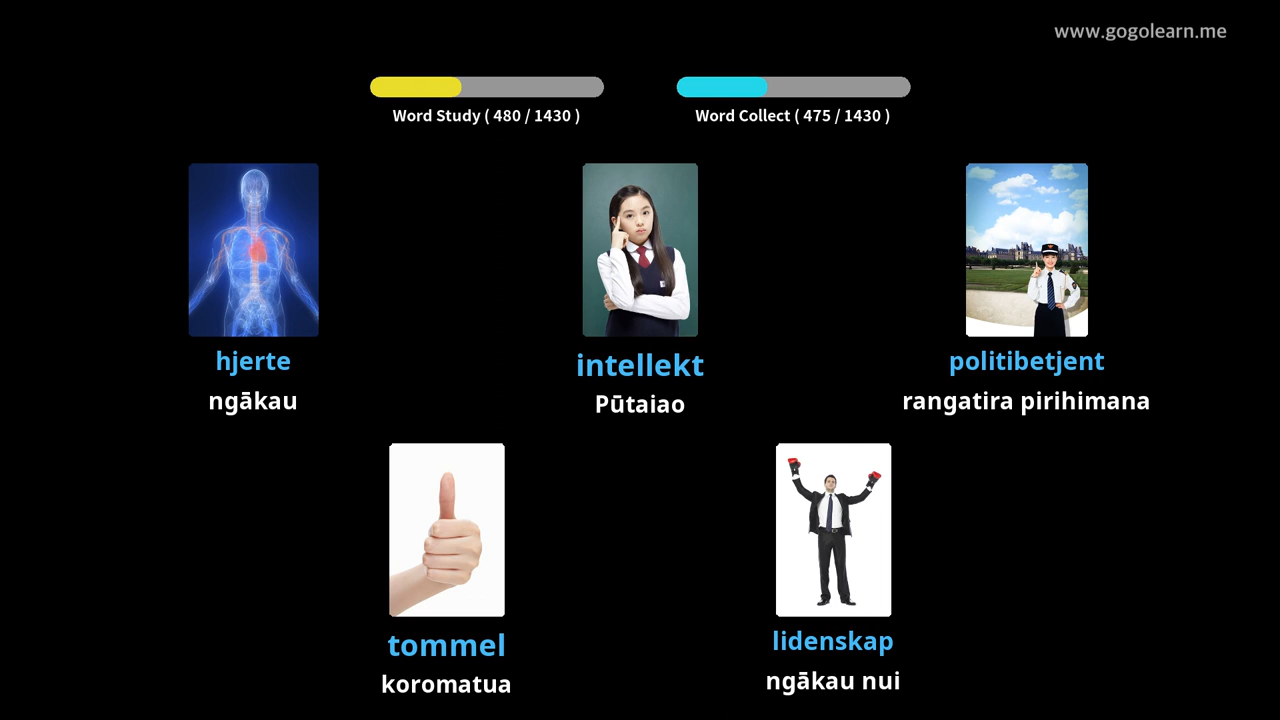 www.gogolearn.me
Word Study ( 480 / 1430 )
Word Collect ( 475 / 1430 )
hjerte
ngākau
intellekt
Pūtaiao
politibetjent
rangatira pirihimana
tommel
koromatua
lidenskap
ngākau nui